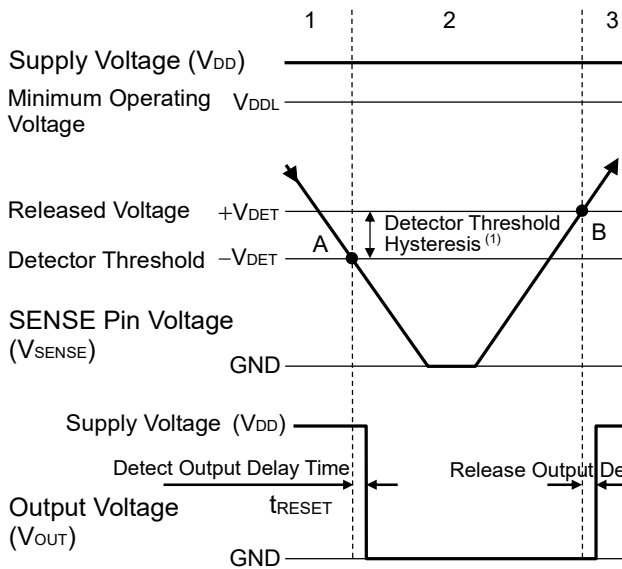 1 2 3
Supply Voltage (VDD)
Minimum Operating VDDL
Voltage
Released Voltage +VDET
Detector Threshold
Hysteresis (1)
A
B
Detector Threshold −VDET
SENSE Pin Voltage
(VSENSE)
GND
Supply Voltage (VDD)
Detect Output Delay Time
Release Output De
tRESET
Output Voltage
(VOUT)
GND